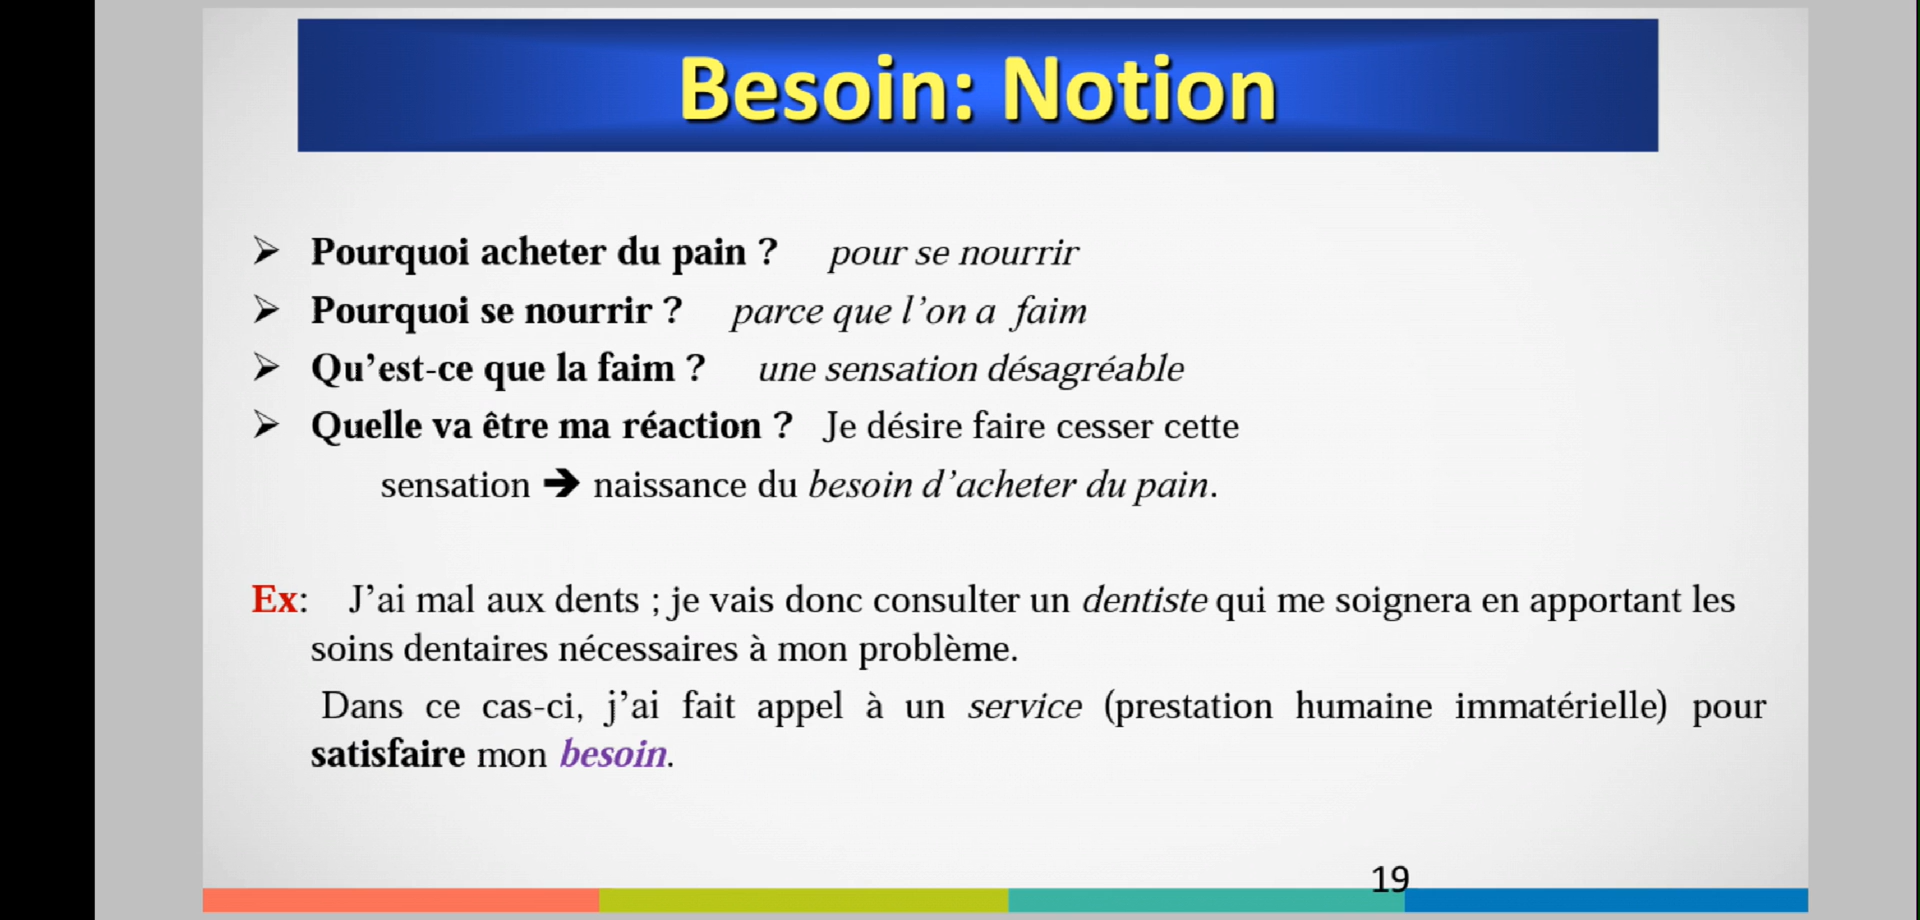 Besoin: Notion
➢ Pourquoi acheter du pain ? pour se nourrir
➢ Pourquoi se nourrir ? parce que l’on a faim
➢ Qu’est-ce que la faim ? une sensation désagréable
➢ Quelle va être ma réaction ? Je désire faire cesser cette
sensation ➔ naissance du besoin d’acheter du pain.
Ex: J’ai mal aux dents ; je vais donc consulter un dentiste qui me soignera en apportant les
soins dentaires nécessaires à mon problème.
Dans ce cas-ci, j’ai fait appel à un service (prestation humaine immatérielle) pour
satisfaire mon besoin.
19